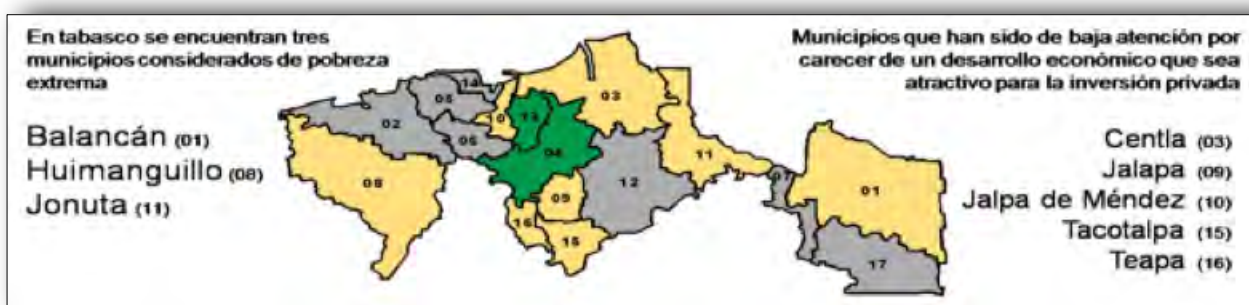 En tabasco se encuentran tres
municipios considerados de pobreza
extrema
Balancán (01)
Huimanguillo (08)
Jonuta (11)
Municipios que han sido de baja atención por
carecer de un desarrollo económico que sea
atractivo para la inversión privada
Centla (03)
Jalapa (09)
Jalpa de Méndez (10)
Tacotalpa (15)
Teapa (16)
14
05
03
02
10
13
06
04
11
08
12
07
01
09
16
15
17